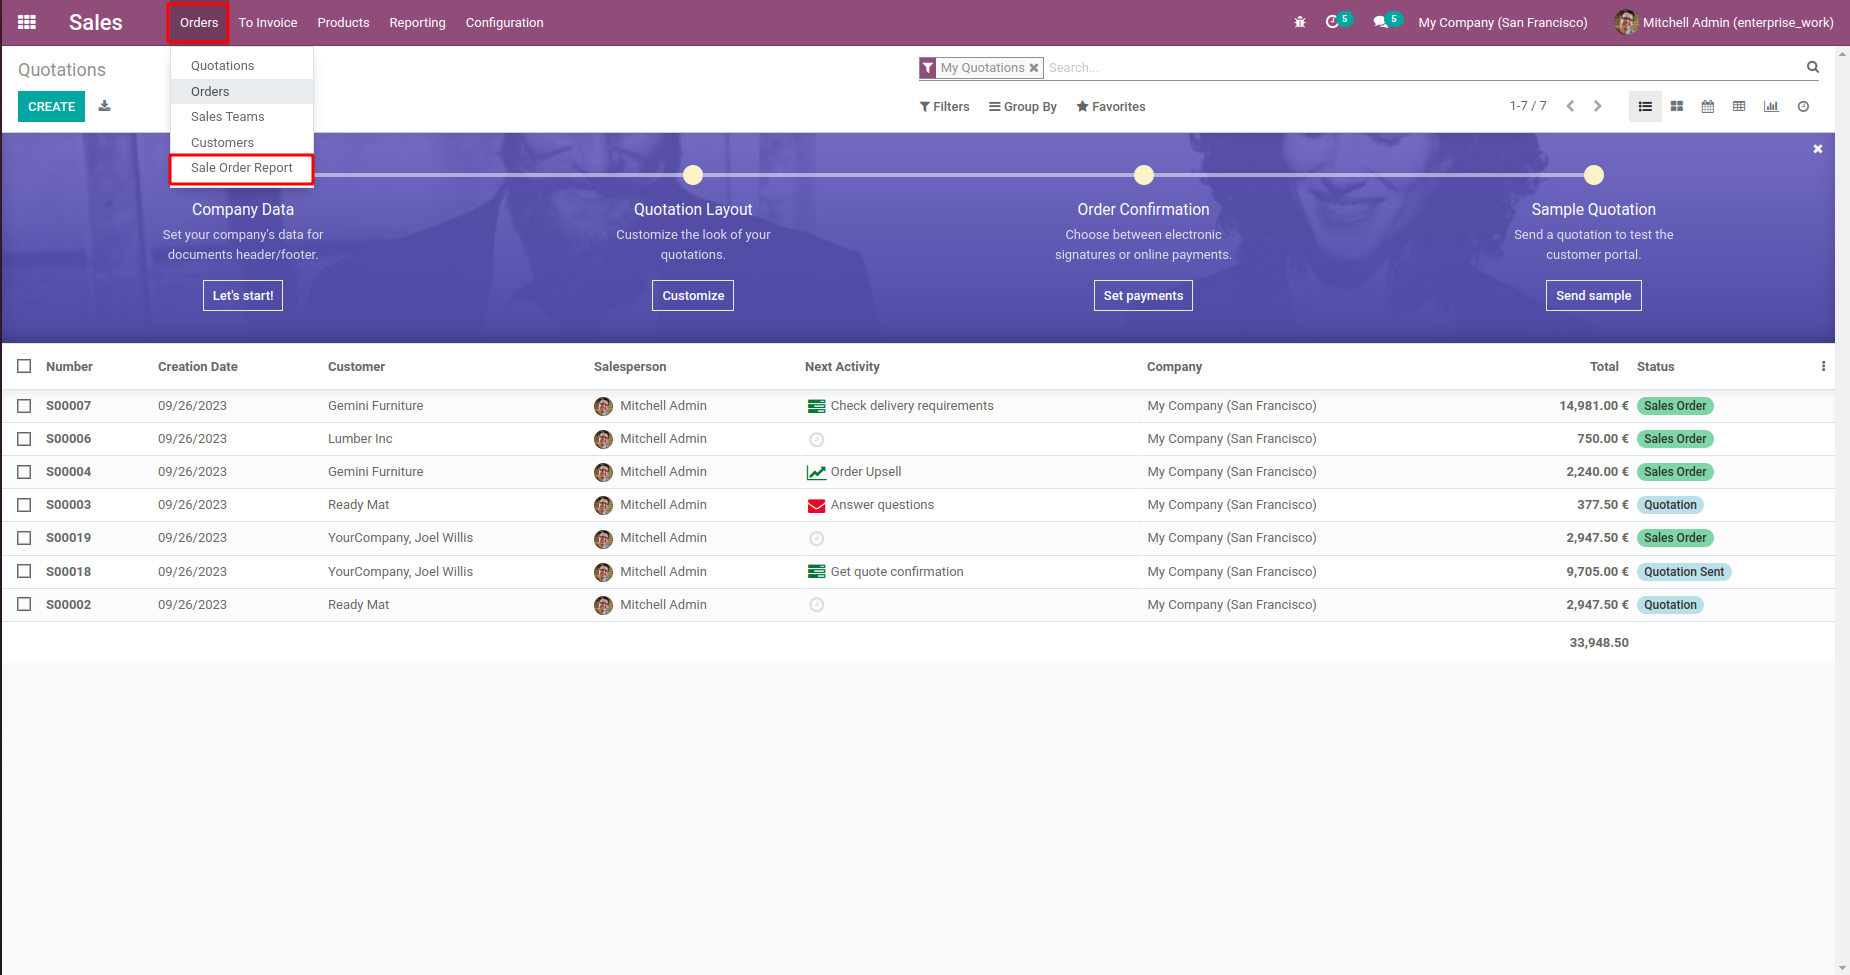 Sales Orders To Invoice Products Reporting Configuration 5 5 My Company (San Francisco) Mitchell Admin (enterprise_work)
Quotations
Orders
Sales Teams
Customers
Sale Order Report
Quotations
CREATE
My Quotations Search...
Filters Group By Favorites 1-7 / 7
Company Data
Set your company's data for
documents header/footer.
Let's start!
Quotation Layout
Customize the look of your
quotations.
Customize
Order Confirmation
Choose between electronic
signatures or online payments.
Set payments
Sample Quotation
Send a quotation to test the
customer portal.
Send sample
Number Creation Date Customer Salesperson Next Activity Company Total Status
S00007 09/26/2023 Gemini Furniture Mitchell Admin Check delivery requirements My Company (San Francisco) 14,981.00 € Sales Order
S00006 09/26/2023 Lumber Inc Mitchell Admin My Company (San Francisco) 750.00 € Sales Order
S00004 09/26/2023 Gemini Furniture Mitchell Admin Order Upsell My Company (San Francisco) 2,240.00 € Sales Order
S00003 09/26/2023 Ready Mat Mitchell Admin Answer questions My Company (San Francisco) 377.50 € Quotation
S00019 09/26/2023 YourCompany, Joel Willis Mitchell Admin My Company (San Francisco) 2,947.50 € Sales Order
S00018 09/26/2023 YourCompany, Joel Willis Mitchell Admin Get quote confirmation My Company (San Francisco) 9,705.00 € Quotation Sent
S00002 09/26/2023 Ready Mat Mitchell Admin My Company (San Francisco) 2,947.50 € Quotation
33,948.50